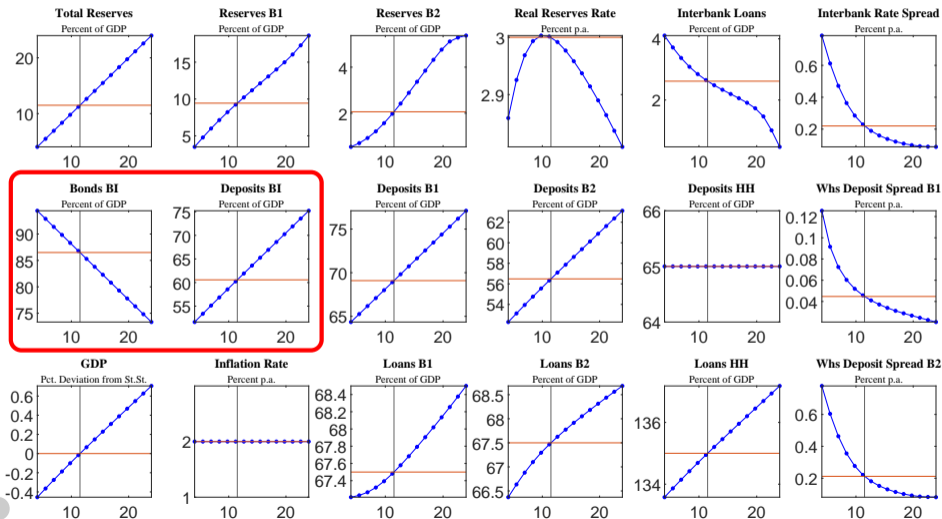 Total Reserves Reserves B1 Reserves B2 Real Reserves Rate Interbank Loans Interbank Rate Spread
Percent of GDP Percent of GDP Percent of GDP Percent p.a. Percent of GDP Percent p.a.
20 10 10 20
15 10 5 10 20
4 2 10 20
3 2.9 10 20
4 2 10 20
0.6 0.4 0.2 10 20
Bonds BI Deposits BI Deposits B1 Deposits B2 Deposits HH Whs Deposit Spread B1
Percent of GDP Percent of GDP Percent of GDP Percent of GDP Percent of GDP Percent p.a.
90 85 80 75 10 20
75 70 65 60 55 10 20
75 70 65 10 20
62 60 58 56 54 10 20
66 65 64 10 20
0.12 0.1 0.08 0.06 0.04 10 20
GDP Inflation Rate Loans B1 Loans B2 Loans HH Whs Deposit Spread B2
Pct. Deviation from St.St. Percent p.a. Percent of GDP Percent of GDP Percent of GDP Percent p.a.
0.6 0.4 0.2 0 -0.2 -0.4 10 20
2 1 10 20
68.4 68.2 68 67.8 67.6 67.4 10 20
68.5 68 67.5 67 66.5 10 20
136 134 10 20
0.6 0.4 0.2 10 20